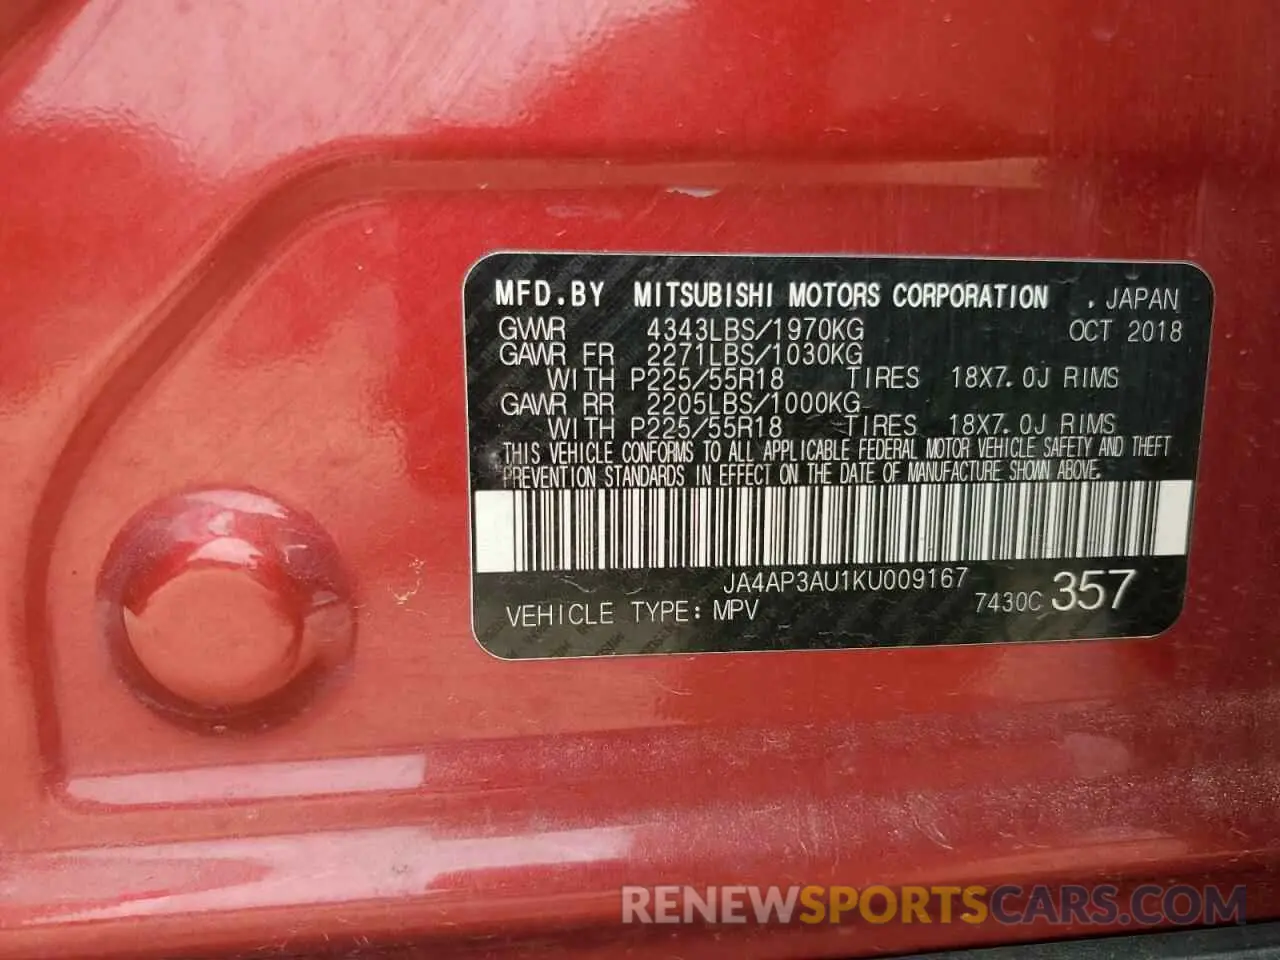 MFD.BY MITSUBISHI MOTORS CORPORATION , JAPAN
GVWR 4343LBS/1970KG OCT 2018
GAWR FR 2271LBS/1030KG
WITH P225/55R18 TIRES 18X7.0J RIMS
GAWR RR 2205LBS/1000KG
WITH P225/55R18 TIRES 18X7.0J RIMS
THIS VEHICLE CONFORMS TO ALL APPLICABLE FEDERAL MOTOR VEHICLE SAFETY AND THEFT
PREVENTION STANDARDS IN EFFECT ON THE DATE OF MANUFACTURE SHOWN ABOVE.
JA4AP3AU1KU009167
VEHICLE TYPE: MPV 7430C 357
RENEWSPORTSCARS.COM